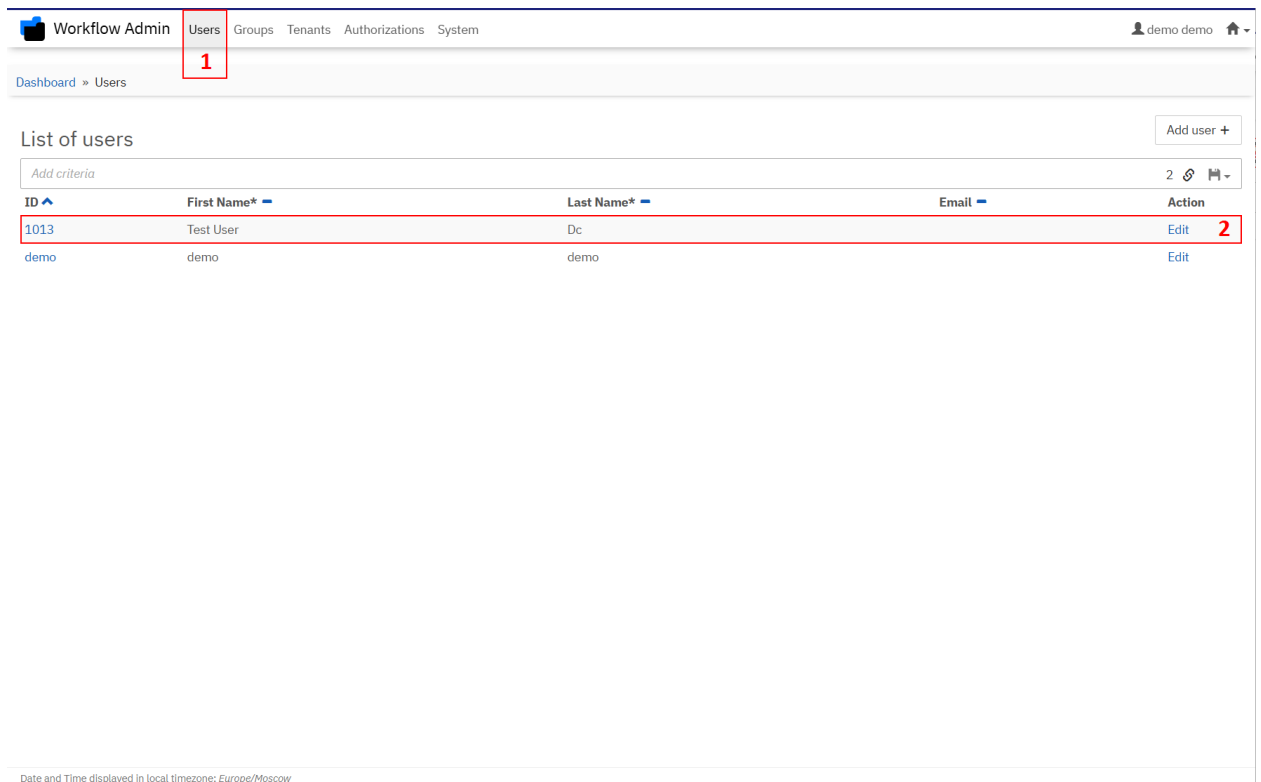 Workflow Admin Users Groups Tenants Authorizations System demo demo
1
Dashboard » Users
List of users
Add user +
Add criteria 2
ID First Name* Last Name* Email Action
1013 Test User Dc Edit 2
demo demo demo Edit
Date and Time displayed in local timezone: Europe/Moscow